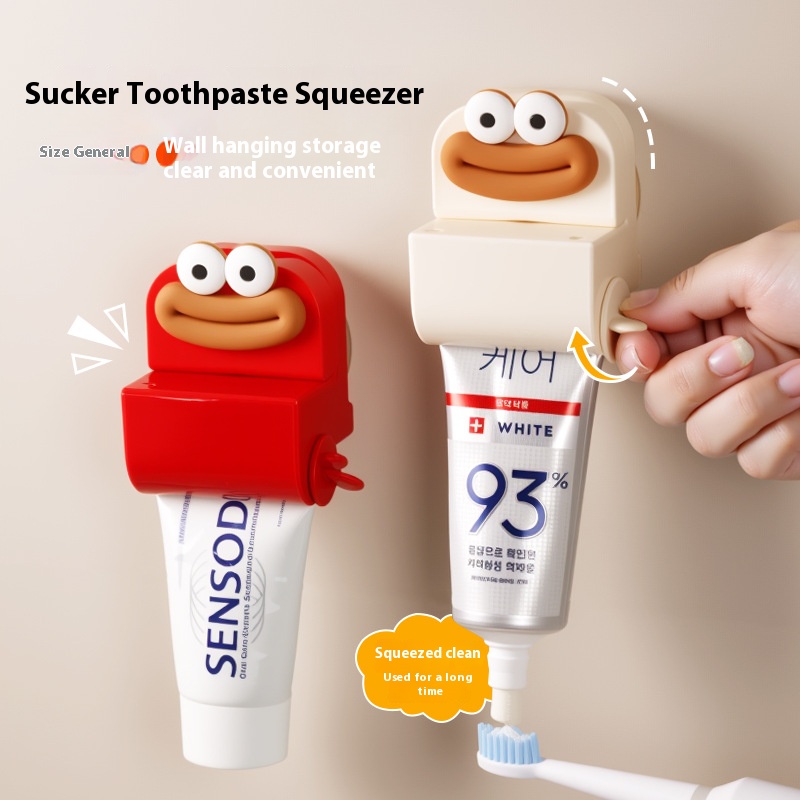 Sucker Toothpaste Squeezer
Size General
Wall hanging storage
clear and convenient
SENSOD
케어
WHITE
93%
Squeezed clean
Used for a long
time